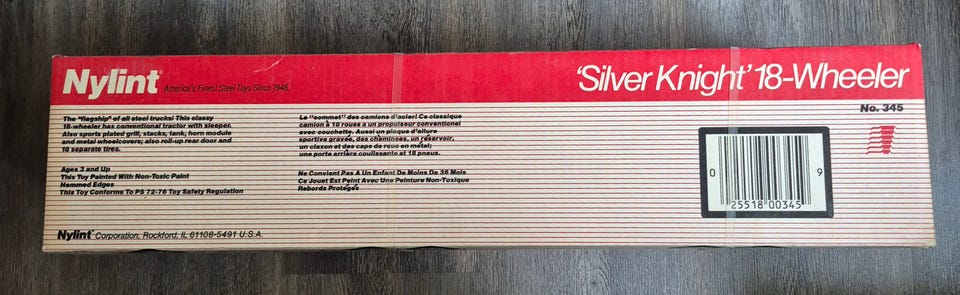 Nylint America's Finest Steel Toys Since 1946.
'Silver Knight' 18-Wheeler
No. 345
The "flagship" of all steel trucks! This classy
18-wheeler has conventional tractor with sleeper.
Also sports plated grill, stacks, tank, horn module
and metal wheelcovers; also roll-up rear door and
18 separate tires.
Le "sommet" des camions d'acier! Ce classique
camion à 18 roues a un propulseur conventional
avec couchette. Aussi un plaque d'allure
sportive gravée, des cheminees, un réservoir,
un claxon et des caps de roue en métal;
une porte arrière coulissante et 18 pneus.
Ages 3 and Up
This Toy Painted With Non-Toxic Paint
Hemmed Edges
This Toy Conforms To PS 72-76 Toy Safety Regulation
Ne Convient Pas A Un Enfant De Moins De 36 Mois
Ce Jouet Est Peint Avec Une Peinture Non-Toxique
Rebords Protegés
0 25518 00345 9
Nylint Corporation, Rockford, IL 61108-5491 U.S.A.